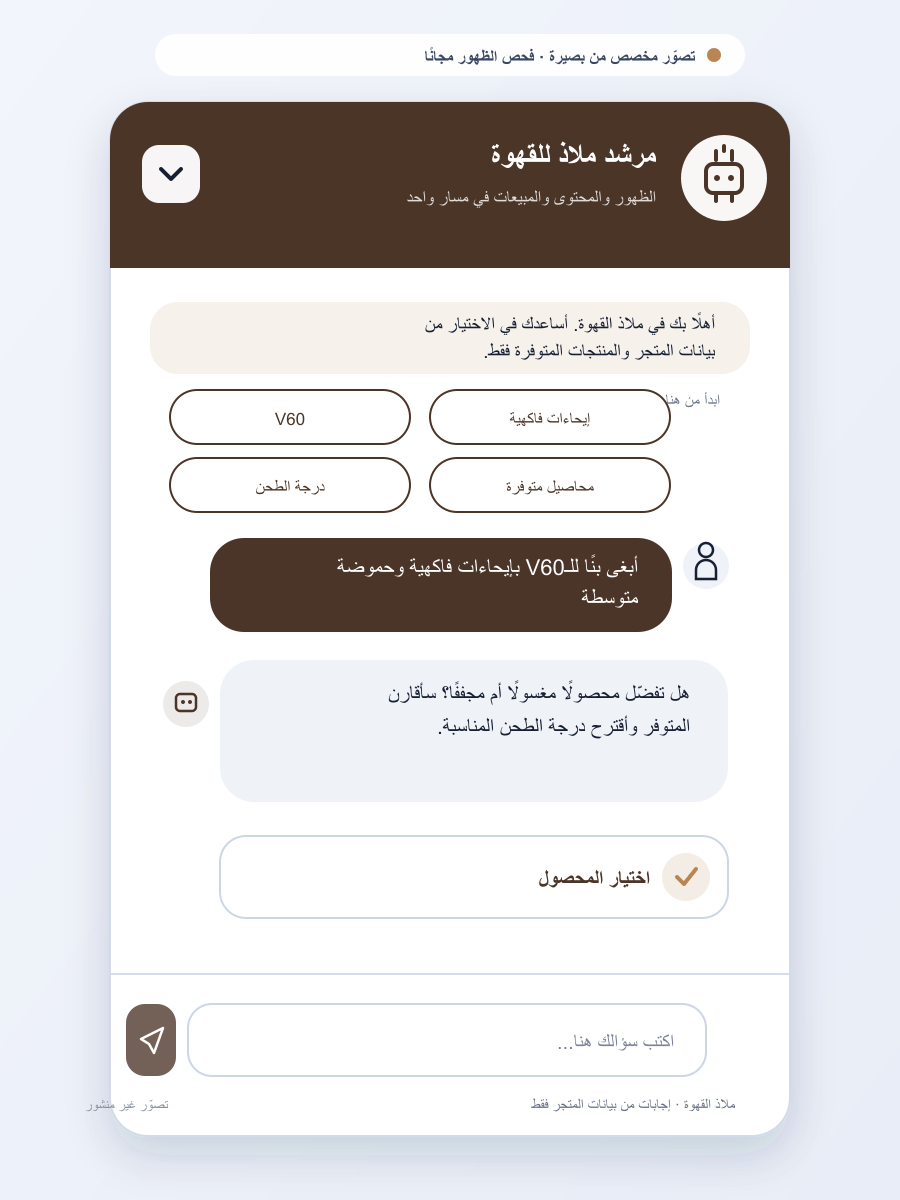 تصوّر مخصص من بصيرة · فحص الظهور مجانًا
مرشد ملاذ للقهوة
الظهور والمحتوى والمبيعات في مسار واحد
أهلًا بك في ملاذ القهوة. أساعدك في الاختيار من
بيانات المتجر والمنتجات المتوفرة فقط.
ابدأ من هنا
إيحاءات فاكهية
V60
محاصيل متوفرة
درجة الطحن
أبغى بنًا للـV60 بإيحاءات فاكهية وحموضة
متوسطة
هل تفضّل محصولًا مغسولًا أم مجففًا؟ سأقارن
المتوفر وأقترح درجة الطحن المناسبة.
اختيار المحصول
اكتب سؤالك هنا...
ملاذ القهوة · إجابات من بيانات المتجر فقط
تصوّر غير منشور